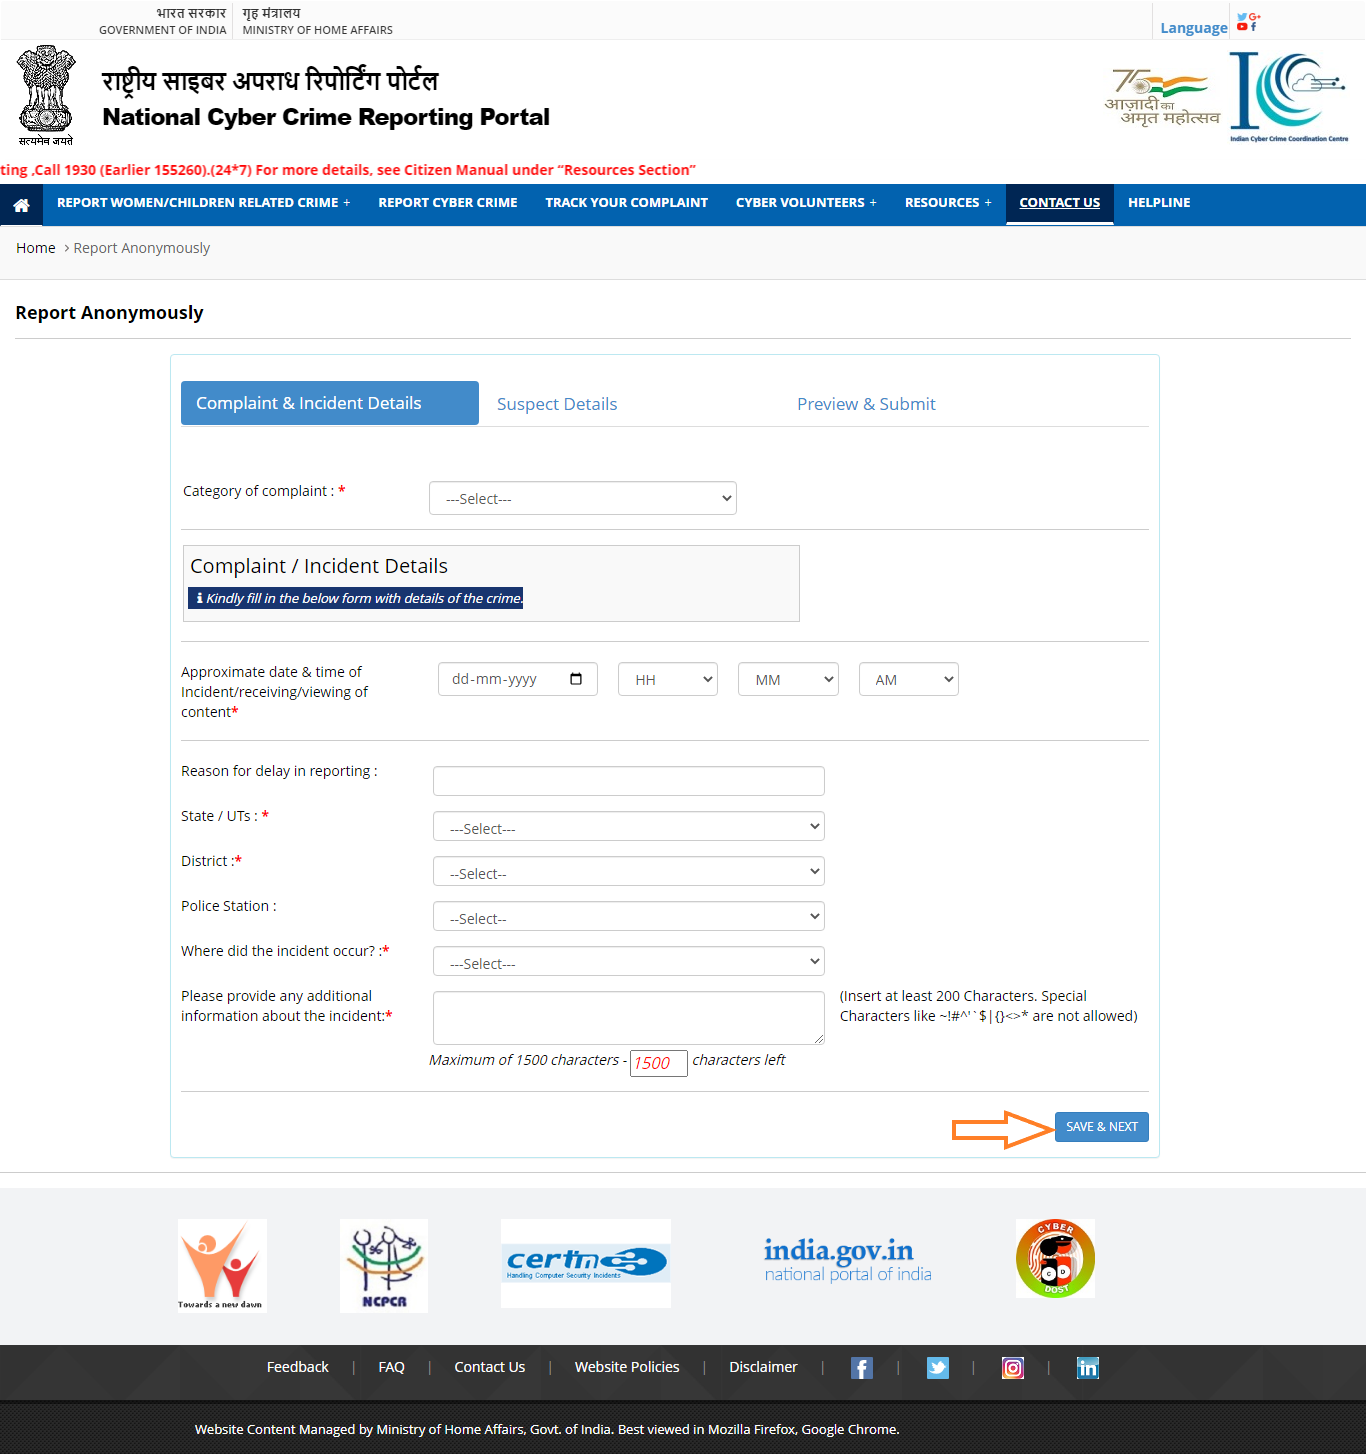 भारत सरकार
GOVERNMENT OF INDIA
गृह मंत्रालय
MINISTRY OF HOME AFFAIRS
Language
सत्यमेव जयते
राष्ट्रीय साइबर अपराध रिपोर्टिंग पोर्टल
National Cyber Crime Reporting Portal
75
आज़ादी का
अमृत महोत्सव
Indian Cyber Crime Coordination Centre
ting ,Call 1930 (Earlier 155260).(24*7) For more details, see Citizen Manual under “Resources Section”
REPORT WOMEN/CHILDREN RELATED CRIME +
REPORT CYBER CRIME
TRACK YOUR COMPLAINT
CYBER VOLUNTEERS +
RESOURCES +
CONTACT US
HELPLINE
Home > Report Anonymously
Report Anonymously
Complaint & Incident Details
Suspect Details
Preview & Submit
Category of complaint : *
---Select---
Complaint / Incident Details
Kindly fill in the below form with details of the crime.
Approximate date & time of
Incident/receiving/viewing of
content*
dd-mm-yyyy
HH
MM
AM
Reason for delay in reporting :
State / UTs : *
---Select---
District :*
--Select--
Police Station :
--Select--
Where did the incident occur? :*
---Select---
Please provide any additional
information about the incident:*
(Insert at least 200 Characters. Special
Characters like ~!#^'`$|{}<>* are not allowed)
Maximum of 1500 characters - 1500 characters left
SAVE & NEXT
Towards a new dawn
NCPCR
certin
Handling Computer Security Incidents
india.gov.in
national portal of india
CYBER
CD
DOST
Feedback | FAQ | Contact Us | Website Policies | Disclaimer |
Website Content Managed by Ministry of Home Affairs, Govt. of India. Best viewed in Mozilla Firefox, Google Chrome.